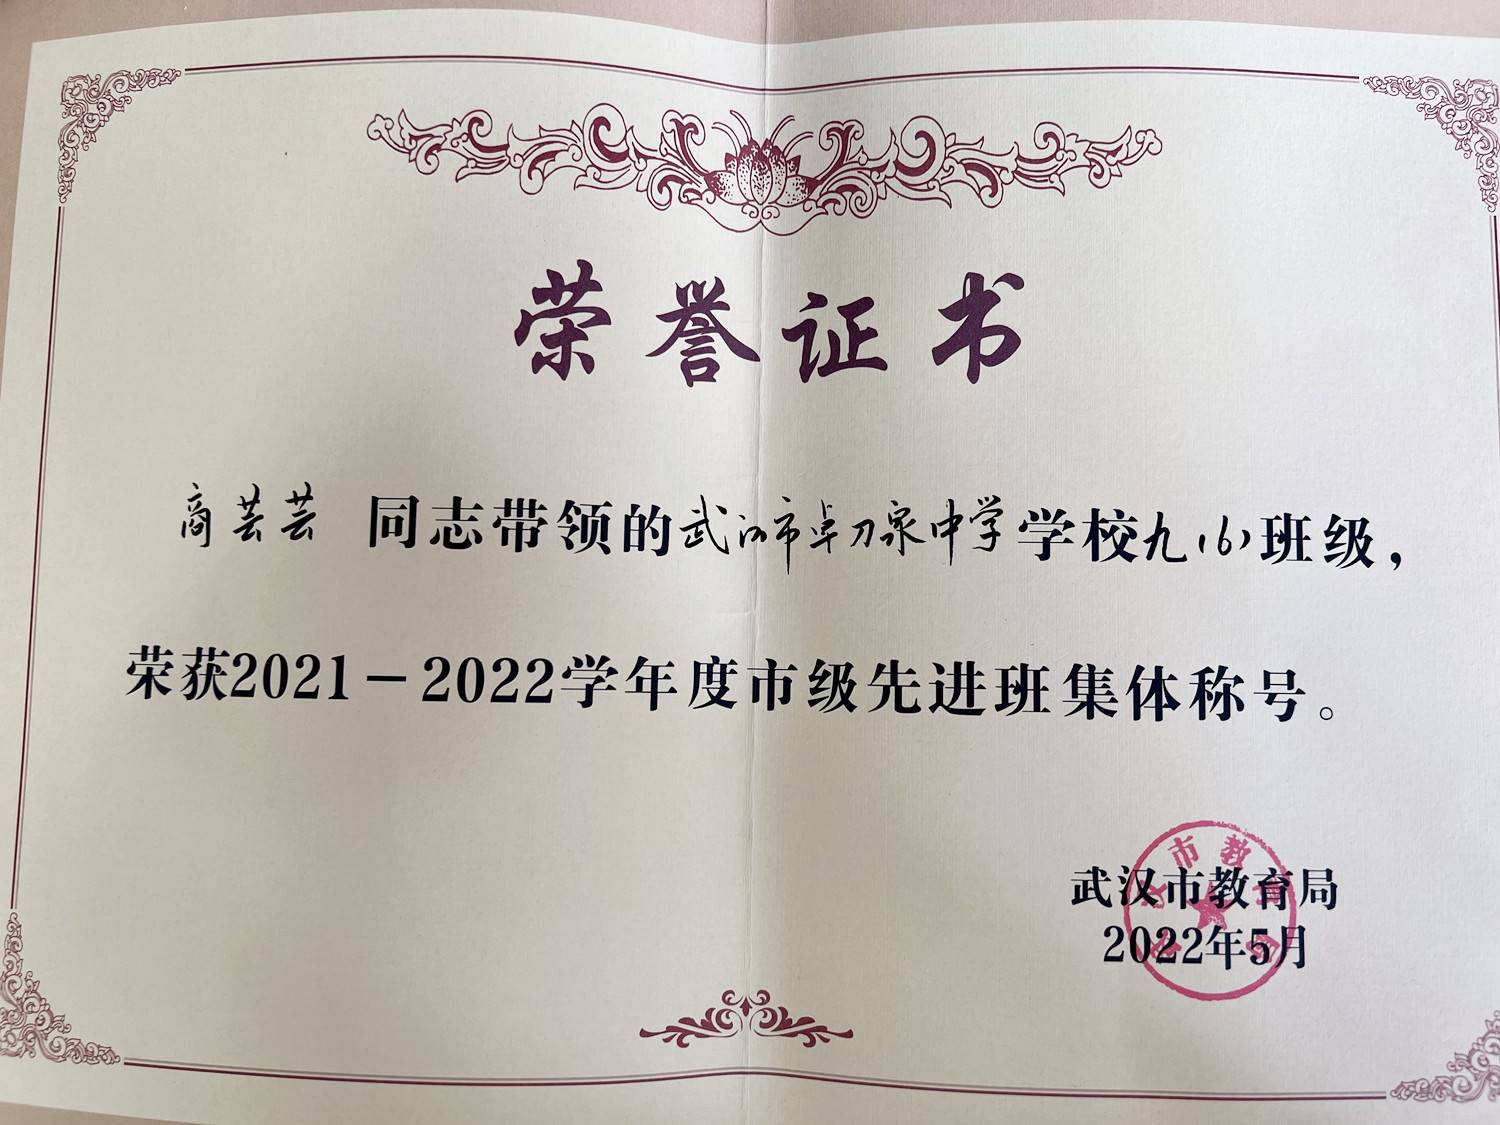 荣誉证书
商芸芸 同志带领的武汉市卓刀泉中学学校九(6)班级，
荣获2021－2022学年度市级先进班集体称号。
武汉市教育局
2022年5月